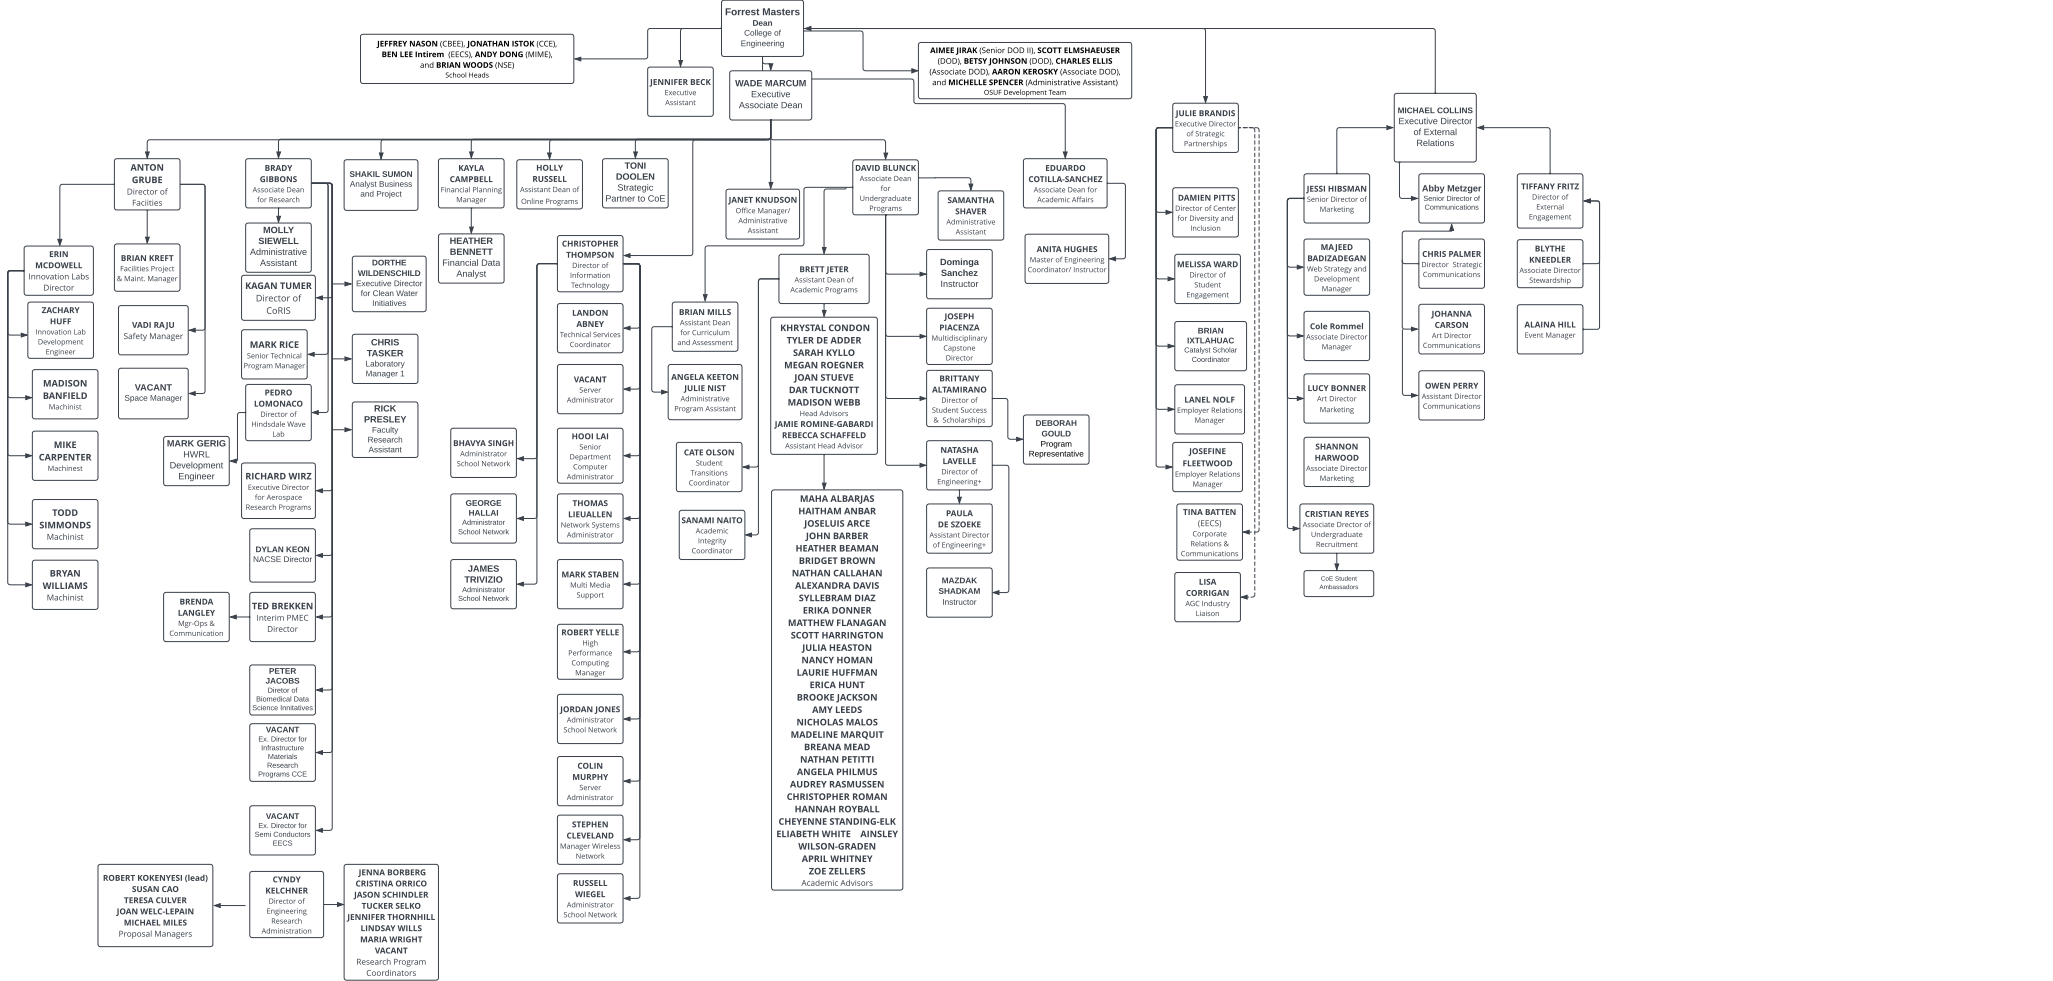 Forrest Masters
Dean
College of
Engineering
JEFFREY NASON (CBEE), JONATHAN ISTOK (CCE),
BEN LEE Intirem (EECS), ANDY DONG (MIME),
and BRIAN WOODS (NSE)
School Heads
JENNIFER BECK
Executive
Assistant
WADE MARCUM
Executive
Associate Dean
AIMEE JIRAK (Senior DOD II), SCOTT ELMSHAEUSER
(DOD), BETSY JOHNSON (DOD), CHARLES ELLIS
(Associate DOD), AARON KEROSKY (Associate DOD),
and MICHELLE SPENCER (Administrative Assistant)
OSUF Development Team
JULIE BRANDIS
Executive Director
of Strategic
Partnerships
MICHAEL COLLINS
Executive Director
of External
Relations
ANTON
GRUBE
Director of
Faciities
BRADY
GIBBONS
Associate Dean
for Research
SHAKIL SUMON
Analyst Business
and Project
KAYLA
CAMPBELL
Financial Planning
Manager
HOLLY
RUSSELL
Assistant Dean of
Online Programs
TONI
DOOLEN
Strategic
Partner to CoE
JANET KNUDSON
Office Manager/
Administrative
Assistant
DAVID BLUNCK
Associate Dean
for
Undergraduate
Programs
SAMANTHA
SHAVER
Administrative
Assistant
EDUARDO
COTILLA-SANCHEZ
Associate Dean for
Academic Affairs
ANITA HUGHES
Master of Engineering
Coordinator/ Instructor
ERIN
MCDOWELL
Innovation Labs
Director
ZACHARY
HUFF
Innovation Lab
Development
Engineer
MADISON
BANFIELD
Machinist
MIKE
CARPENTER
Machinest
TODD
SIMMONDS
Machinist
BRYAN
WILLIAMS
Machinist
BRIAN KREFT
Facilities Project
& Maint. Manager
VADI RAJU
Safety Manager
VACANT
Space Manager
MOLLY
SIEWELL
Administrative
Assistant
KAGAN TUMER
Director of
CoRIS
MARK RICE
Senior Technical
Program Manager
PEDRO
LOMONACO
Director of
Hindsdale Wave
Lab
MARK GERIG
HWRL
Development
Engineer
RICHARD WIRZ
Executive Director
for Aerospace
Research Programs
DYLAN KEON
NACSE Director
BRENDA
LANGLEY
Mgr-Ops &
Communication
TED BREKKEN
Interim PMEC
Director
PETER
JACOBS
Diretor of
Biomedical Data
Science Innitatives
VACANT
Ex. Director for
Infrastructure
Materials
Research
Programs CCE
VACANT
Ex. Director for
Semi Conductors
EECS
DORTHE
WILDENSCHILD
Executive Director
for Clean Water
Initiatives
CHRIS
TASKER
Laboratory
Manager 1
RICK
PRESLEY
Faculty
Research
Assistant
ROBERT KOKENYESI (lead)
SUSAN CAO
TERESA CULVER
JOAN WELC-LEPAIN
MICHAEL MILES
Proposal Managers
CYNDY
KELCHNER
Director of
Engineering
Research
Administration
JENNA BORBERG
CRISTINA ORRICO
JASON SCHINDLER
TUCKER SELKO
JENNIFER THORNHILL
LINDSAY WILLS
MARIA WRIGHT
VACANT
Research Program
Coordinators
HEATHER
BENNETT
Financial Data
Analyst
CHRISTOPHER
THOMPSON
Director of
Information
Technology
BHAVYA SINGH
Administrator
School Network
GEORGE
HALLAI
Administrator
School Network
JAMES
TRIVIZIO
Administrator
School Network
LANDON
ABNEY
Technical Services
Coordinator
VACANT
Server
Administrator
HOOI LAI
Senior
Department
Computer
Administrator
THOMAS
LIEUALLEN
Network Systems
Administrator
MARK STABEN
Multi Media
Support
ROBERT YELLE
High
Performance
Computing
Manager
JORDAN JONES
Administrator
School Network
COLIN
MURPHY
Server
Administrator
STEPHEN
CLEVELAND
Manager Wireless
Network
RUSSELL
WIEGEL
Administrator
School Network
BRIAN MILLS
Assistant Dean
for Curriculum
and Assessment
ANGELA KEETON
JULIE NIST
Administrative
Program Assistant
CATE OLSON
Student
Transitions
Coordinator
SANAMI NAITO
Academic
Integrity
Coordinator
BRETT JETER
Assistant Dean of
Academic Programs
KHRYSTAL CONDON
TYLER DE ADDER
SARAH KYLLO
MEGAN ROEGNER
JOAN STUEVE
DAR TUCKNOTT
MADISON WEBB
Head Advisors
JAMIE ROMINE-GABARDI
REBECCA SCHAFFELD
Assistant Head Advisor
MAHA ALBARJAS
HAITHAM ANBAR
JOSELUIS ARCE
JOHN BARBER
HEATHER BEAMAN
BRIDGET BROWN
NATHAN CALLAHAN
ALEXANDRA DAVIS
SYLLEBRAM DIAZ
ERIKA DONNER
MATTHEW FLANAGAN
SCOTT HARRINGTON
JULIA HEASTON
NANCY HOMAN
LAURIE HUFFMAN
ERICA HUNT
BROOKE JACKSON
AMY LEEDS
NICHOLAS MALOS
MADELINE MARQUIT
BREANA MEAD
NATHAN PETITTI
ANGELA PHILMUS
AUDREY RASMUSSEN
CHRISTOPHER ROMAN
HANNAH ROYBALL
CHEYENNE STANDING-ELK
ELIABETH WHITE AINSLEY
WILSON-GRADEN
APRIL WHITNEY
ZOE ZELLERS
Academic Advisors
Dominga
Sanchez
Instructor
JOSEPH
PIACENZA
Multidisciplinary
Capstone
Director
BRITTANY
ALTAMIRANO
Director of
Student Success
& Scholarships
DEBORAH
GOULD
Program
Representative
NATASHA
LAVELLE
Director of
Engineering+
PAULA
DE SZOEKE
Assistant Director
of Engineering+
MAZDAK
SHADKAM
Instructor
DAMIEN PITTS
Director of Center
for Diversity and
Inclusion
MELISSA WARD
Director of
Student
Engagement
BRIAN
IXTLAHUAC
Catalyst Scholar
Coordinator
LANEL NOLF
Employer Relations
Manager
JOSEFINE
FLEETWOOD
Employer Relations
Manager
TINA BATTEN
(EECS)
Corporate
Relations &
Communications
LISA
CORRIGAN
AGC Industry
Liaison
JESSI HIBSMAN
Senior Director of
Marketing
MAJEED
BADIZADEGAN
Web Strategy and
Development
Manager
Cole Rommel
Associate Director
Manager
LUCY BONNER
Art Director
Marketing
SHANNON
HARWOOD
Associate Director
Marketing
CRISTIAN REYES
Associate Director of
Undergraduate
Recruitment
CoE Student
Ambassadors
Abby Metzger
Senior Director of
Communications
CHRIS PALMER
Director Strategic
Communications
JOHANNA
CARSON
Art Director
Communications
OWEN PERRY
Assistant Director
Communications
TIFFANY FRITZ
Director of
External
Engagement
BLYTHE
KNEEDLER
Associate Director
Stewardship
ALAINA HILL
Event Manager